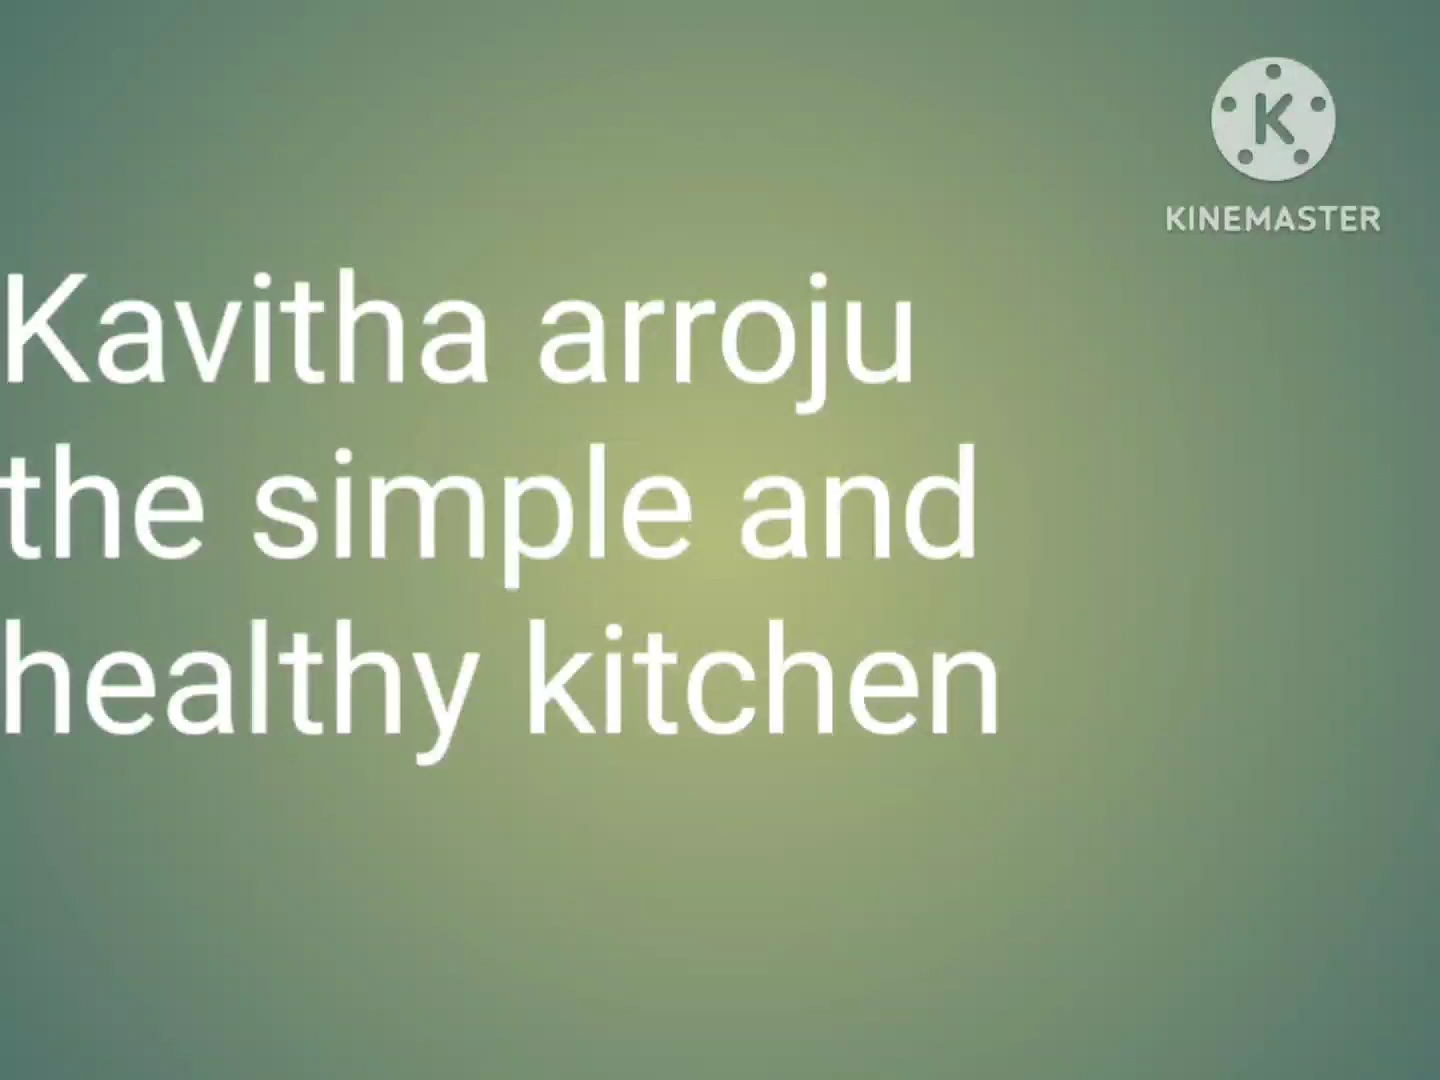 K
KINEMASTER
Kavitha arroju
the simple and
healthy kitchen